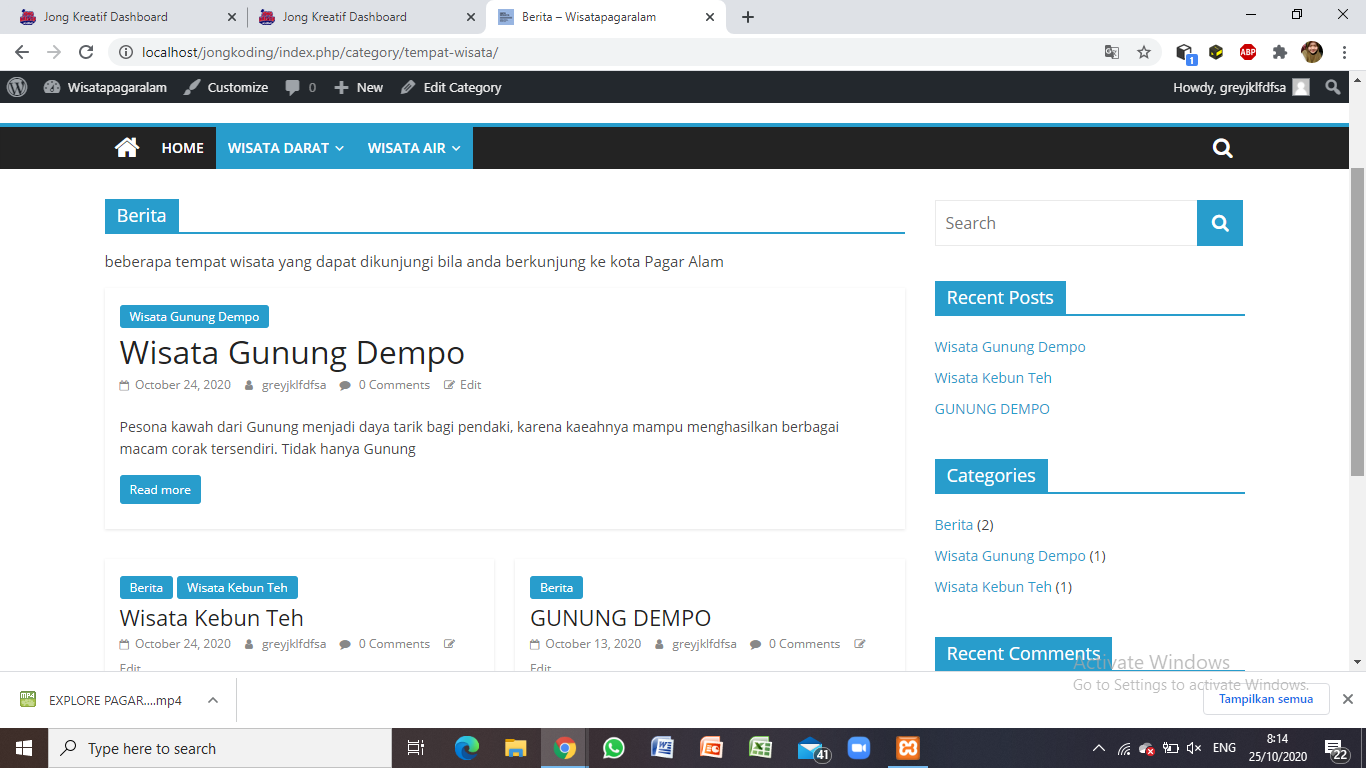 Jong Kreatif Dashboard
Jong Kreatif Dashboard
Berita – Wisatapagaralam
localhost/jongkoding/index.php/category/tempat-wisata/
ABP
1
Wisatapagaralam
Customize
0
New
Edit Category
Howdy, greyjklfdfsa
HOME
WISATA DARAT
WISATA AIR
Berita
beberapa tempat wisata yang dapat dikunjungi bila anda berkunjung ke kota Pagar Alam
Wisata Gunung Dempo
Wisata Gunung Dempo
October 24, 2020 greyjklfdfsa 0 Comments Edit
Pesona kawah dari Gunung menjadi daya tarik bagi pendaki, karena kaeahnya mampu menghasilkan berbagai
macam corak tersendiri. Tidak hanya Gunung
Read more
Berita Wisata Kebun Teh
Wisata Kebun Teh
October 24, 2020 greyjklfdfsa 0 Comments
Edit
Berita
GUNUNG DEMPO
October 13, 2020 greyjklfdfsa 0 Comments
Edit
Search
Recent Posts
Wisata Gunung Dempo
Wisata Kebun Teh
GUNUNG DEMPO
Categories
Berita (2)
Wisata Gunung Dempo (1)
Wisata Kebun Teh (1)
Recent Comments
Activate Windows
Go to Settings to activate Windows.
MP4
EXPLORE PAGAR....mp4
Tampilkan semua
Type here to search
41
ENG
8:14
25/10/2020
22